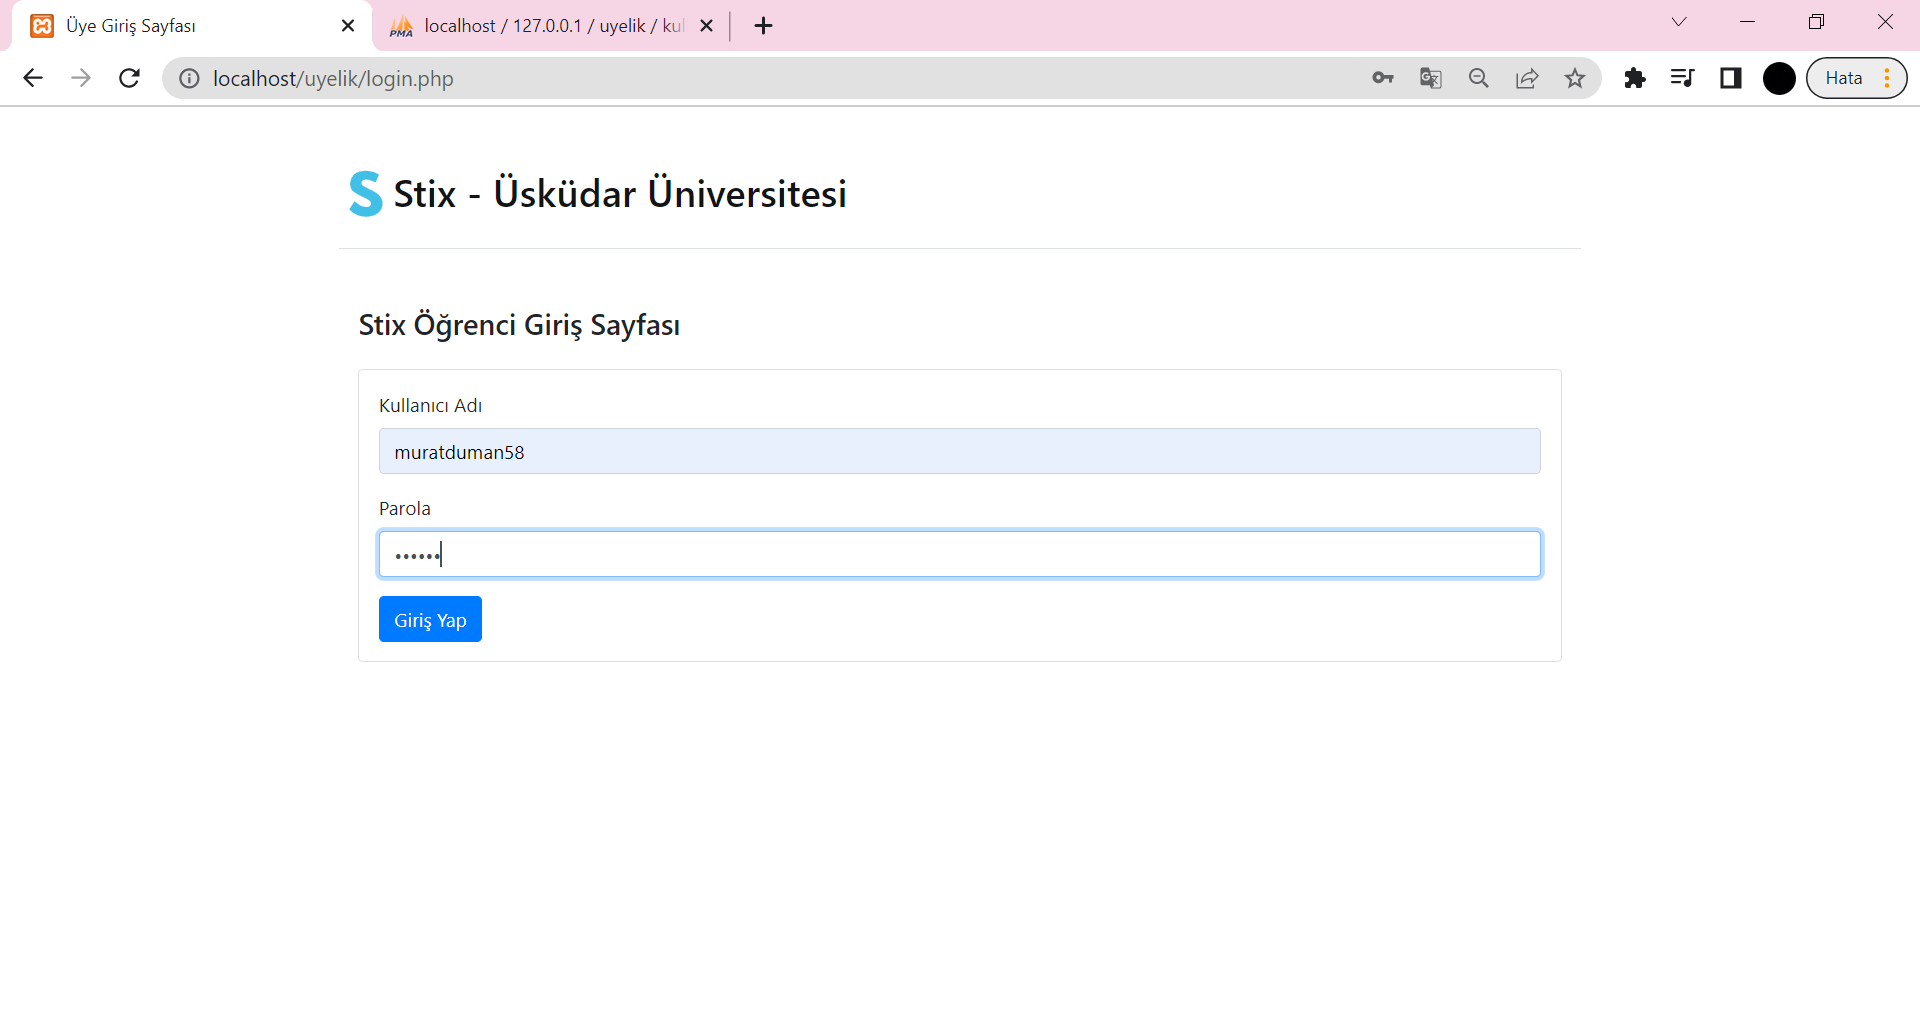 Üye Giriş Sayfası
localhost / 127.0.0.1 / uyelik / kul
localhost/uyelik/login.php
Hata
S Stix - Üsküdar Üniversitesi
Stix Öğrenci Giriş Sayfası
Kullanıcı Adı
muratduman58
Parola
••••••
Giriş Yap